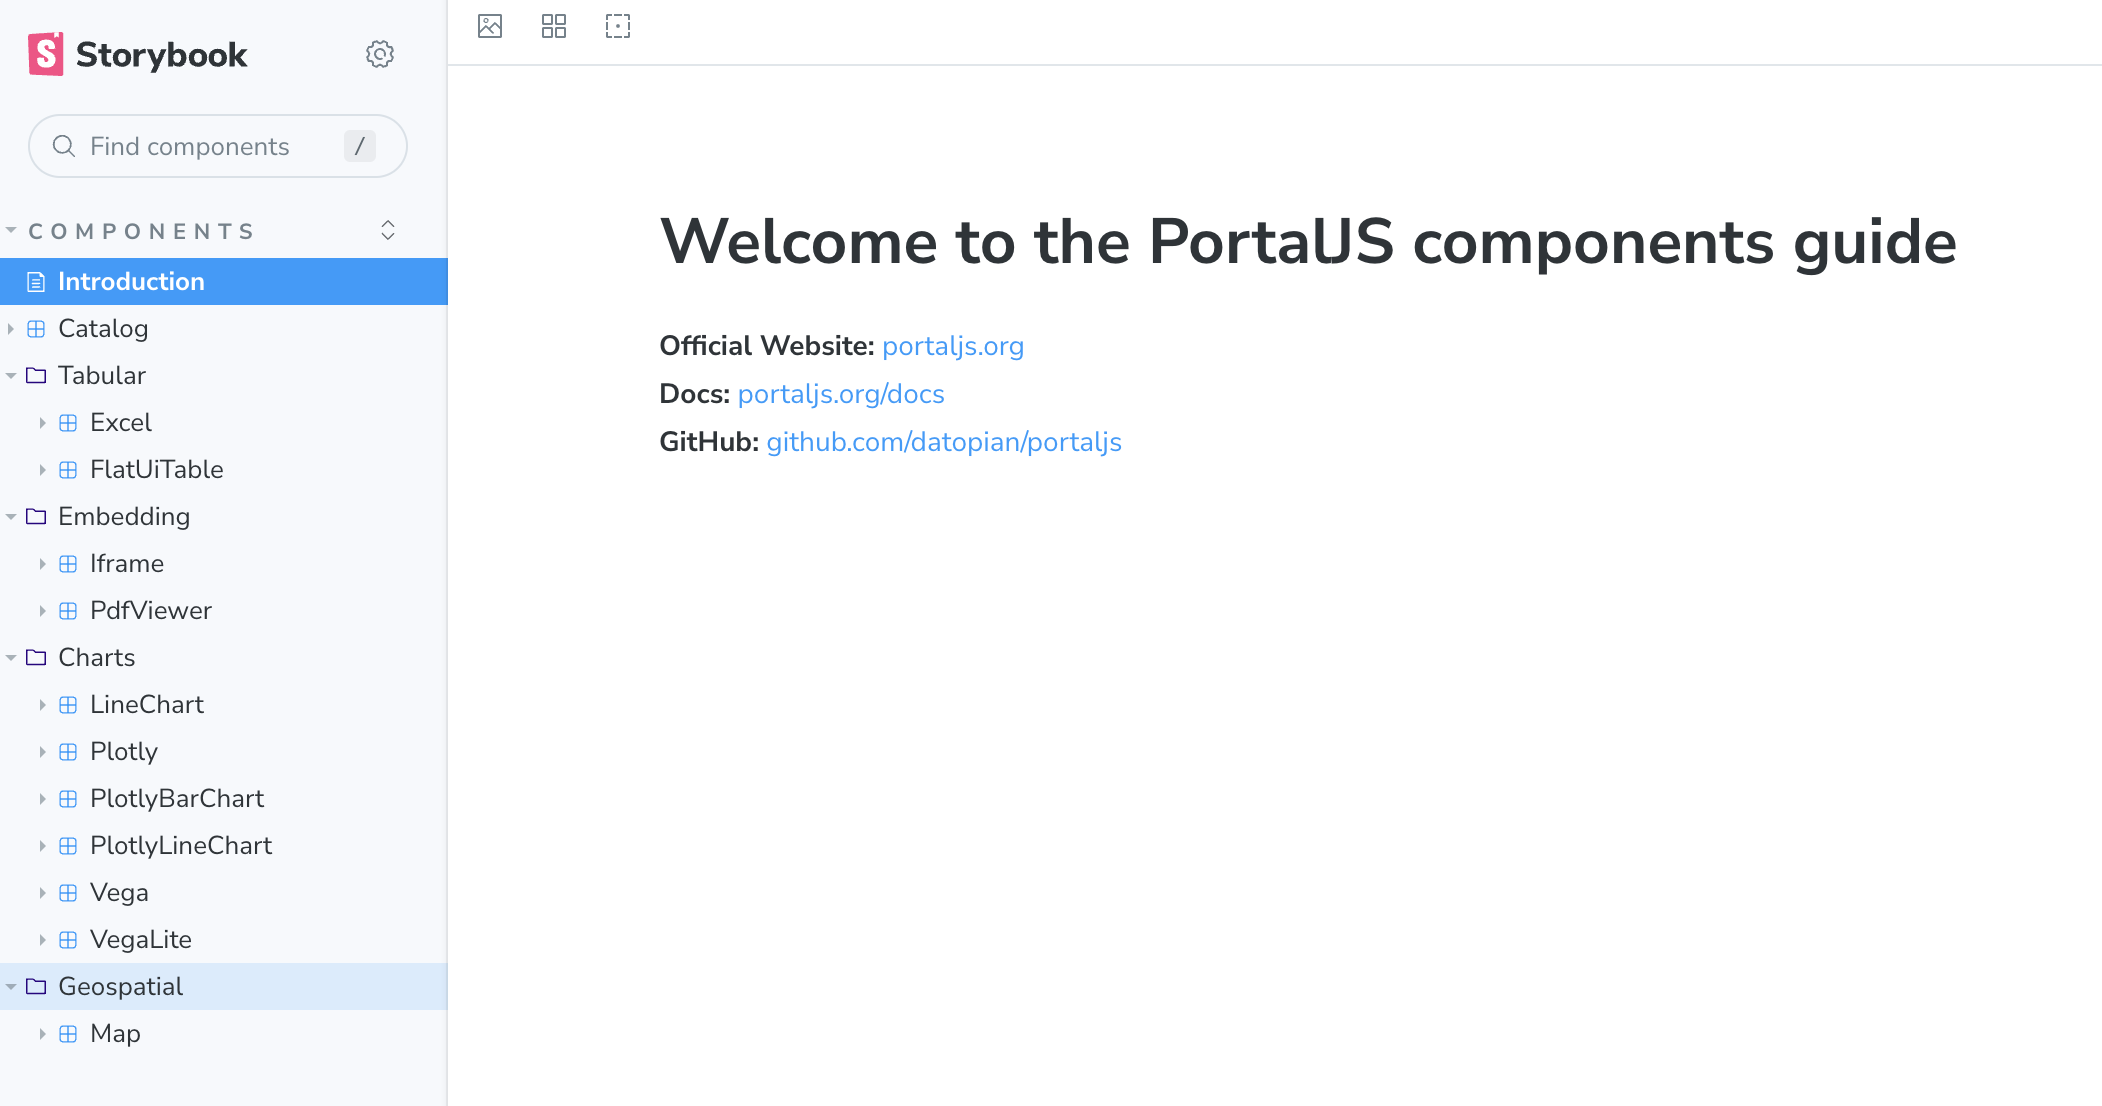 Storybook
Find components /
COMPONENTS
Introduction
Catalog
Tabular
Excel
FlatUiTable
Embedding
Iframe
PdfViewer
Charts
LineChart
Plotly
PlotlyBarChart
PlotlyLineChart
Vega
VegaLite
Geospatial
Map
Welcome to the PortalJS components guide
Official Website: portaljs.org
Docs: portaljs.org/docs
GitHub: github.com/datopian/portaljs